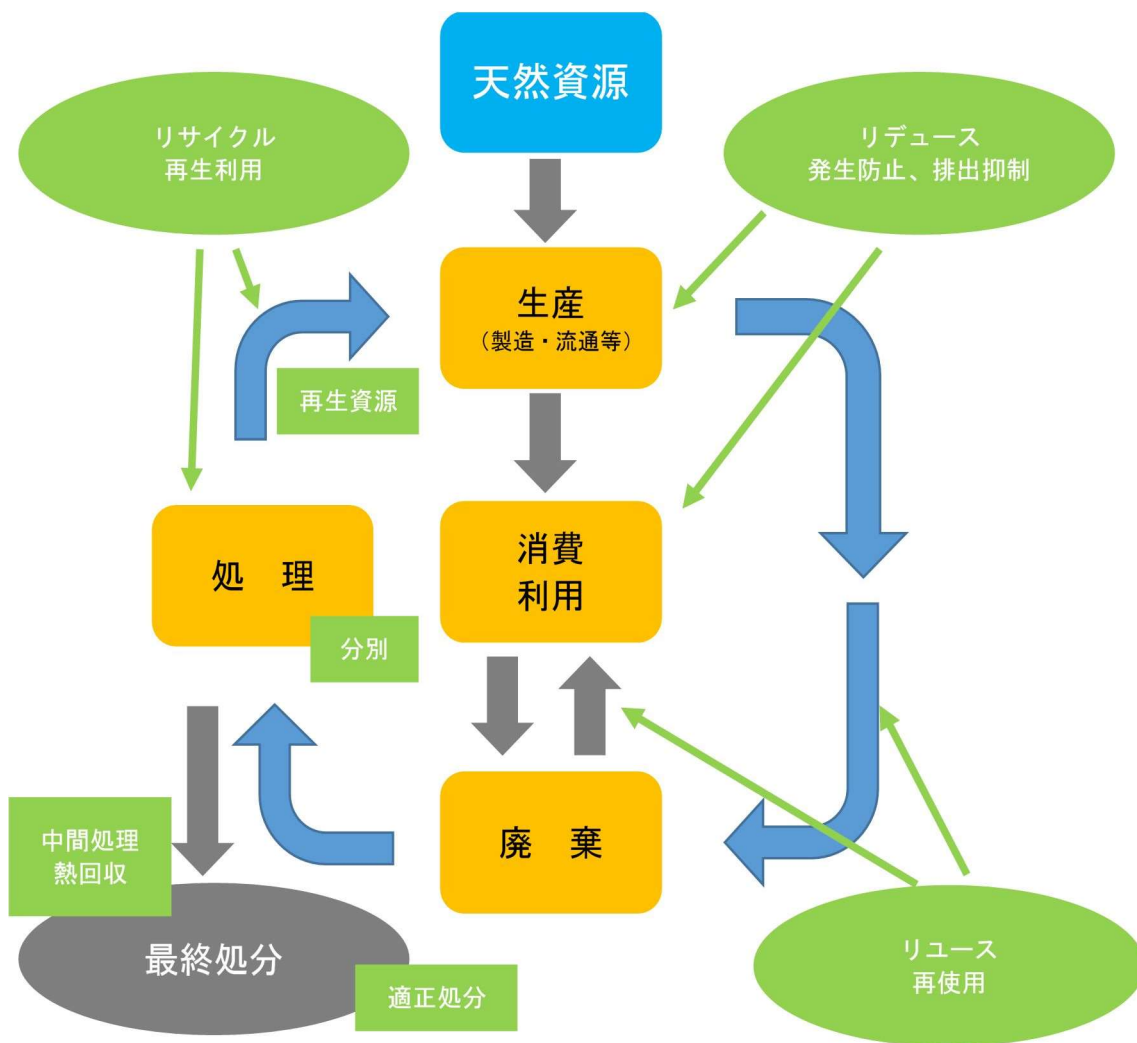 天然資源
リサイクル
再生利用
リデュース
発生防止、排出抑制
生産
（製造・流通等）
再生資源
消費
利用
処　理
分別
廃　棄
中間処理
熱回収
最終処分
適正処分
リユース
再使用